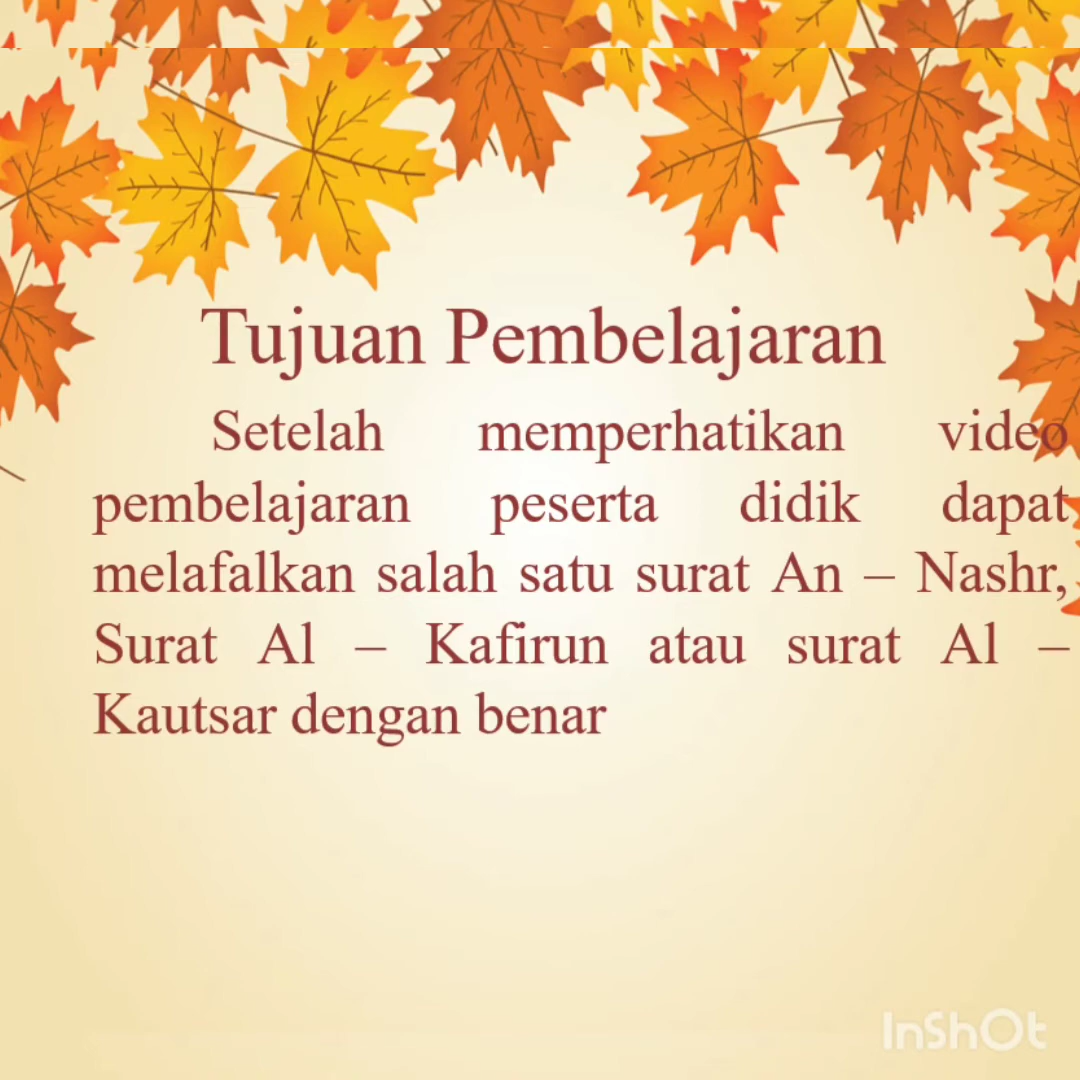 Tujuan Pembelajaran
Setelah memperhatikan video
pembelajaran peserta didik dapat
melafalkan salah satu surat An – Nashr,
Surat Al – Kafirun atau surat Al –
Kautsar dengan benar
InShOt